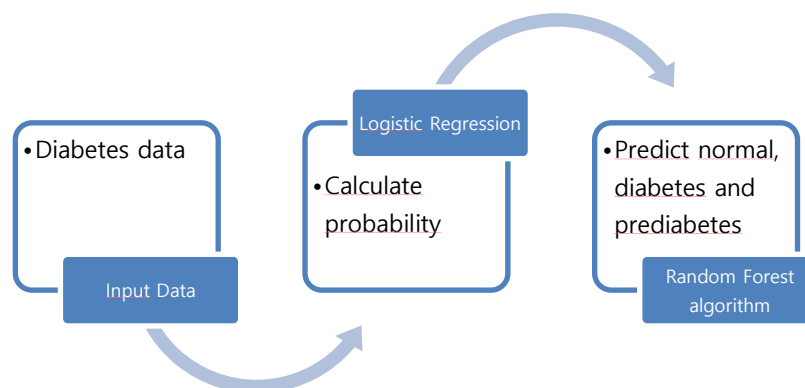 •Diabetes data
Input Data
Logistic Regression
•Calculate
probability
•Predict normal,
diabetes and
prediabetes
Random Forest
algorithm